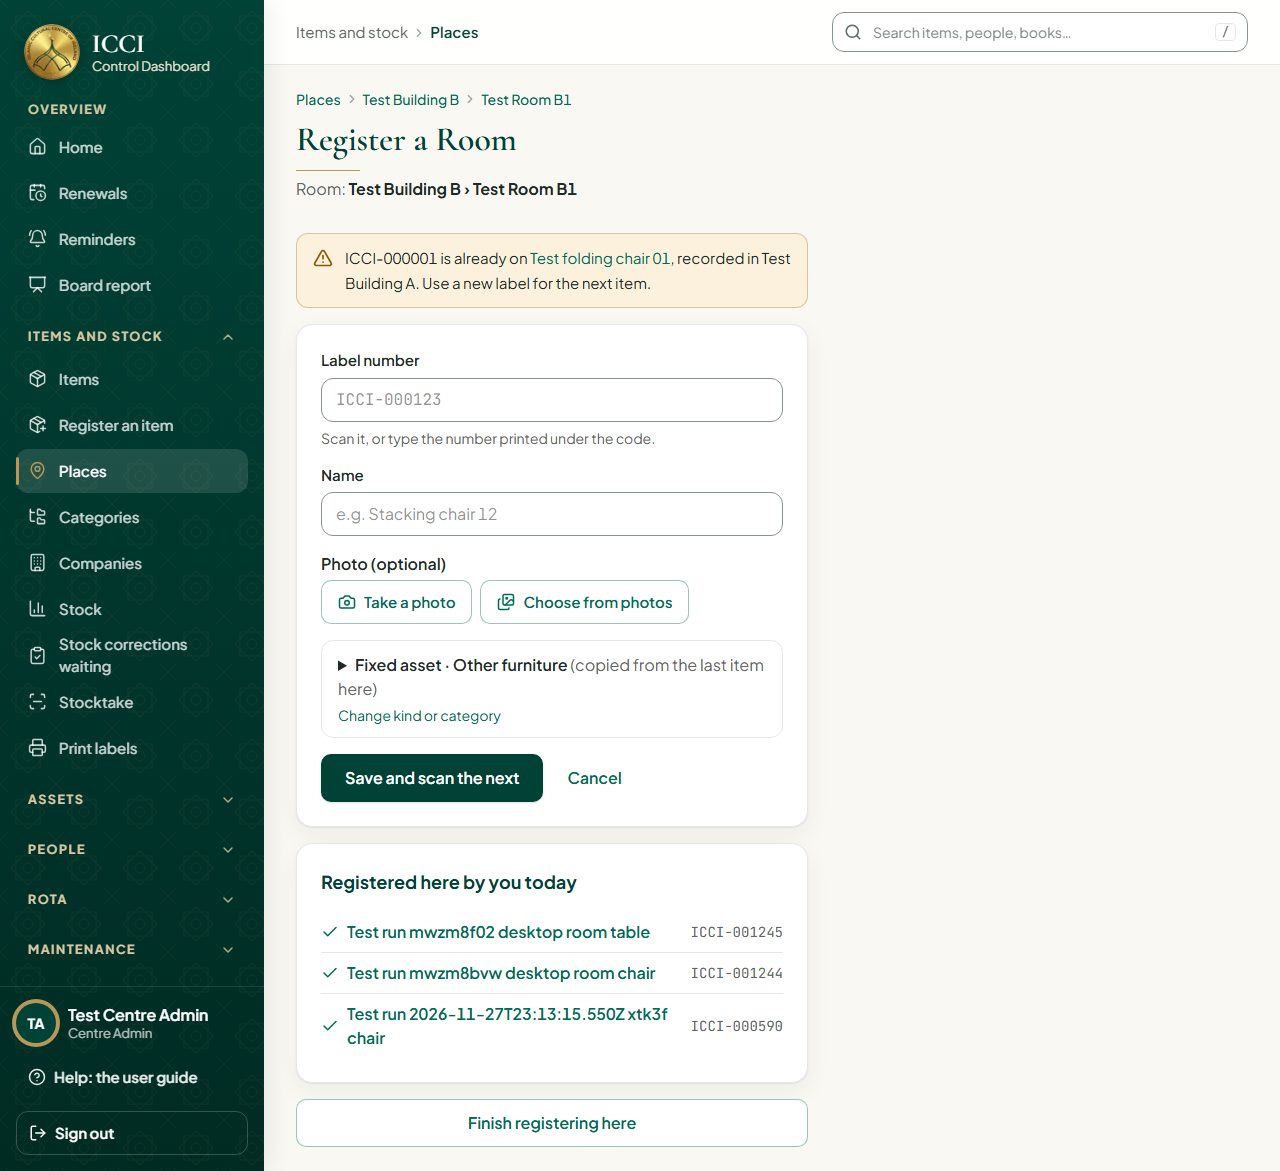 ICCI
Control Dashboard
OVERVIEW
Home
Renewals
Reminders
Board report
ITEMS AND STOCK
Items
Register an item
Places
Categories
Companies
Stock
Stock corrections
waiting
Stocktake
Print labels
ASSETS
PEOPLE
ROTA
MAINTENANCE
TA
Test Centre Admin
Centre Admin
Help: the user guide
Sign out
Items and stock › Places
Search items, people, books… /
Places › Test Building B › Test Room B1
Register a Room
Room: Test Building B › Test Room B1
ICCI-000001 is already on Test folding chair 01, recorded in Test
Building A. Use a new label for the next item.
Label number
ICCI-000123
Scan it, or type the number printed under the code.
Name
e.g. Stacking chair 12
Photo (optional)
Take a photo
Choose from photos
Fixed asset · Other furniture (copied from the last item
here)
Change kind or category
Save and scan the next
Cancel
Registered here by you today
Test run mwzm8f02 desktop room table ICCI-001245
Test run mwzm8bvw desktop room chair ICCI-001244
Test run 2026-11-27T23:13:15.550Z xtk3f
chair ICCI-000590
Finish registering here